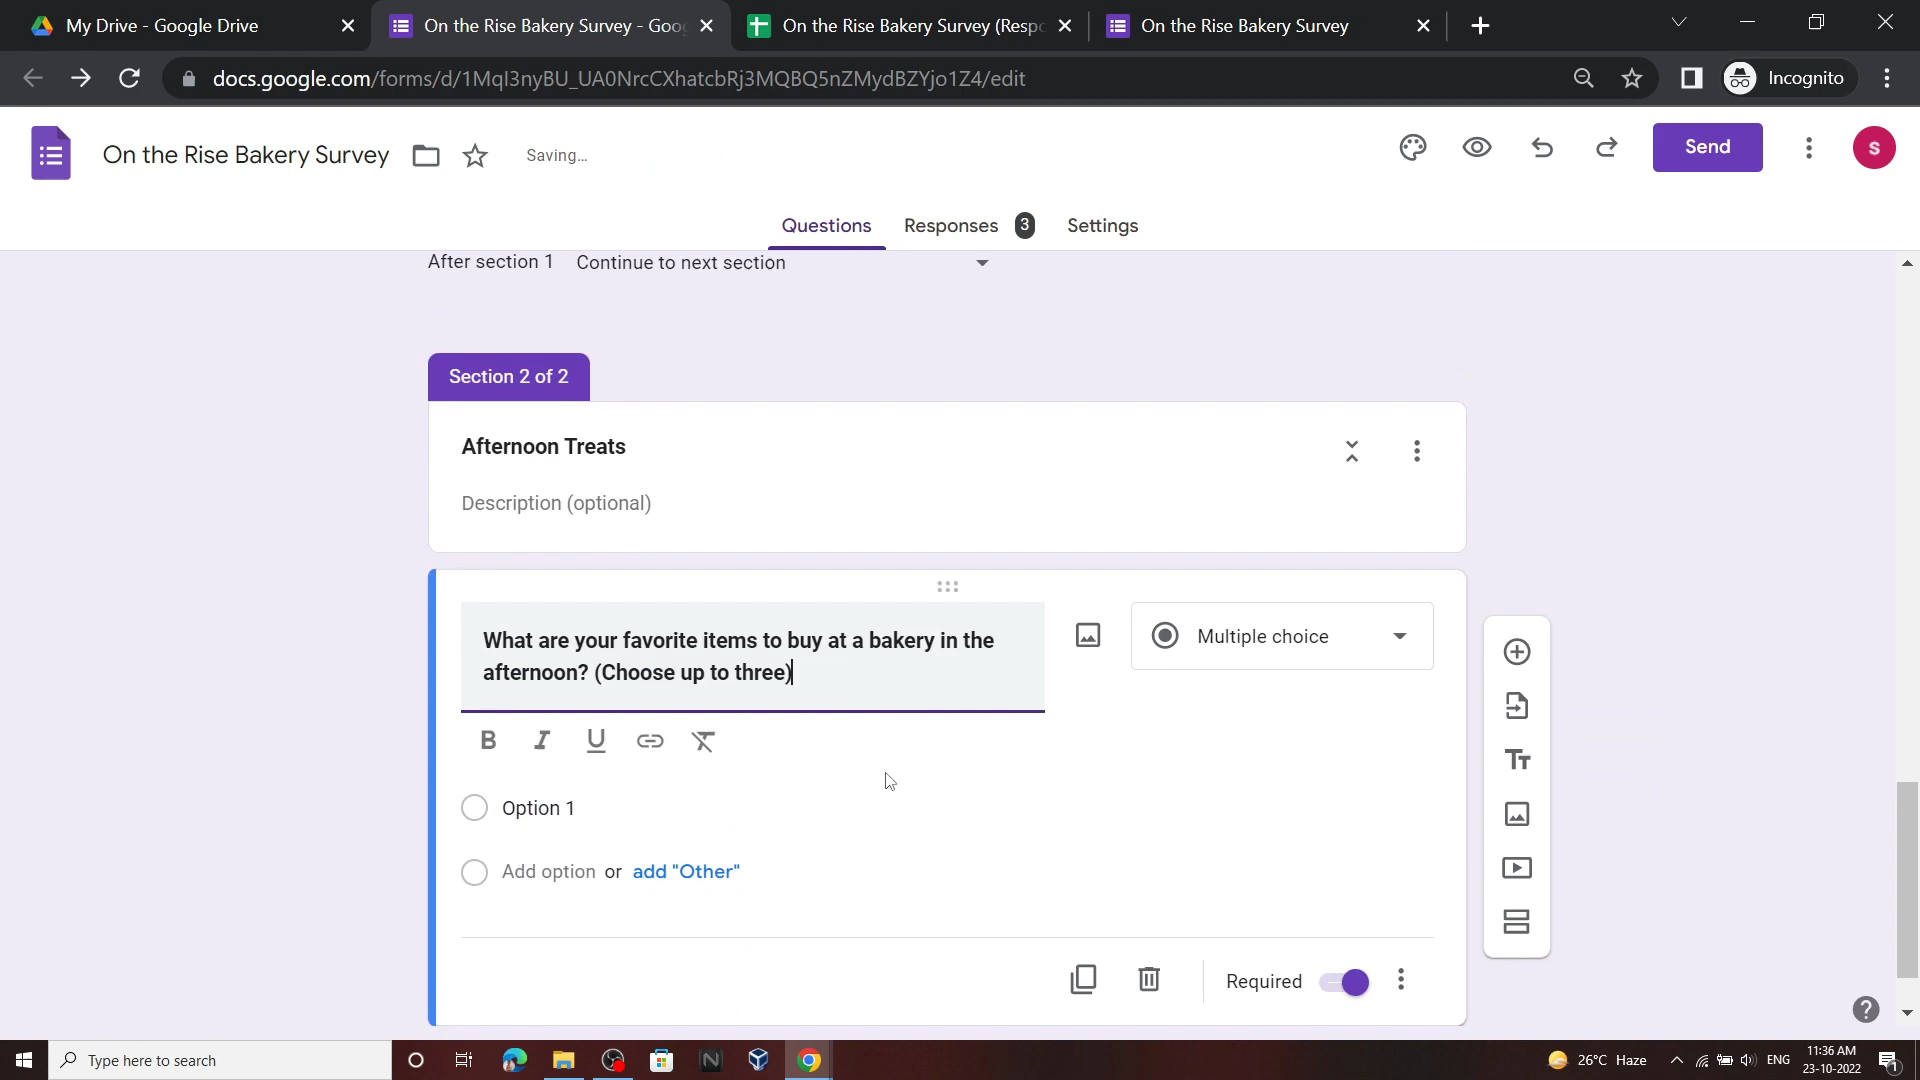 My Drive - Google Drive
On the Rise Bakery Survey - Goo
On the Rise Bakery Survey (Respo
On the Rise Bakery Survey
docs.google.com/forms/d/1Mql3nyBU_UA0NrcCXhatcbRj3MQBQ5nZMydBZYjo1Z4/edit
Incognito
On the Rise Bakery Survey
Saving...
Send
S
Questions
Responses 3
Settings
After section 1 Continue to next section
Section 2 of 2
Afternoon Treats
Description (optional)
What are your favorite items to buy at a bakery in the
afternoon? (Choose up to three)
Multiple choice
B I U
Option 1
Add option or add "Other"
Required
Type here to search
26°C Haze
ENG
11:36 AM
23-10-2022
1